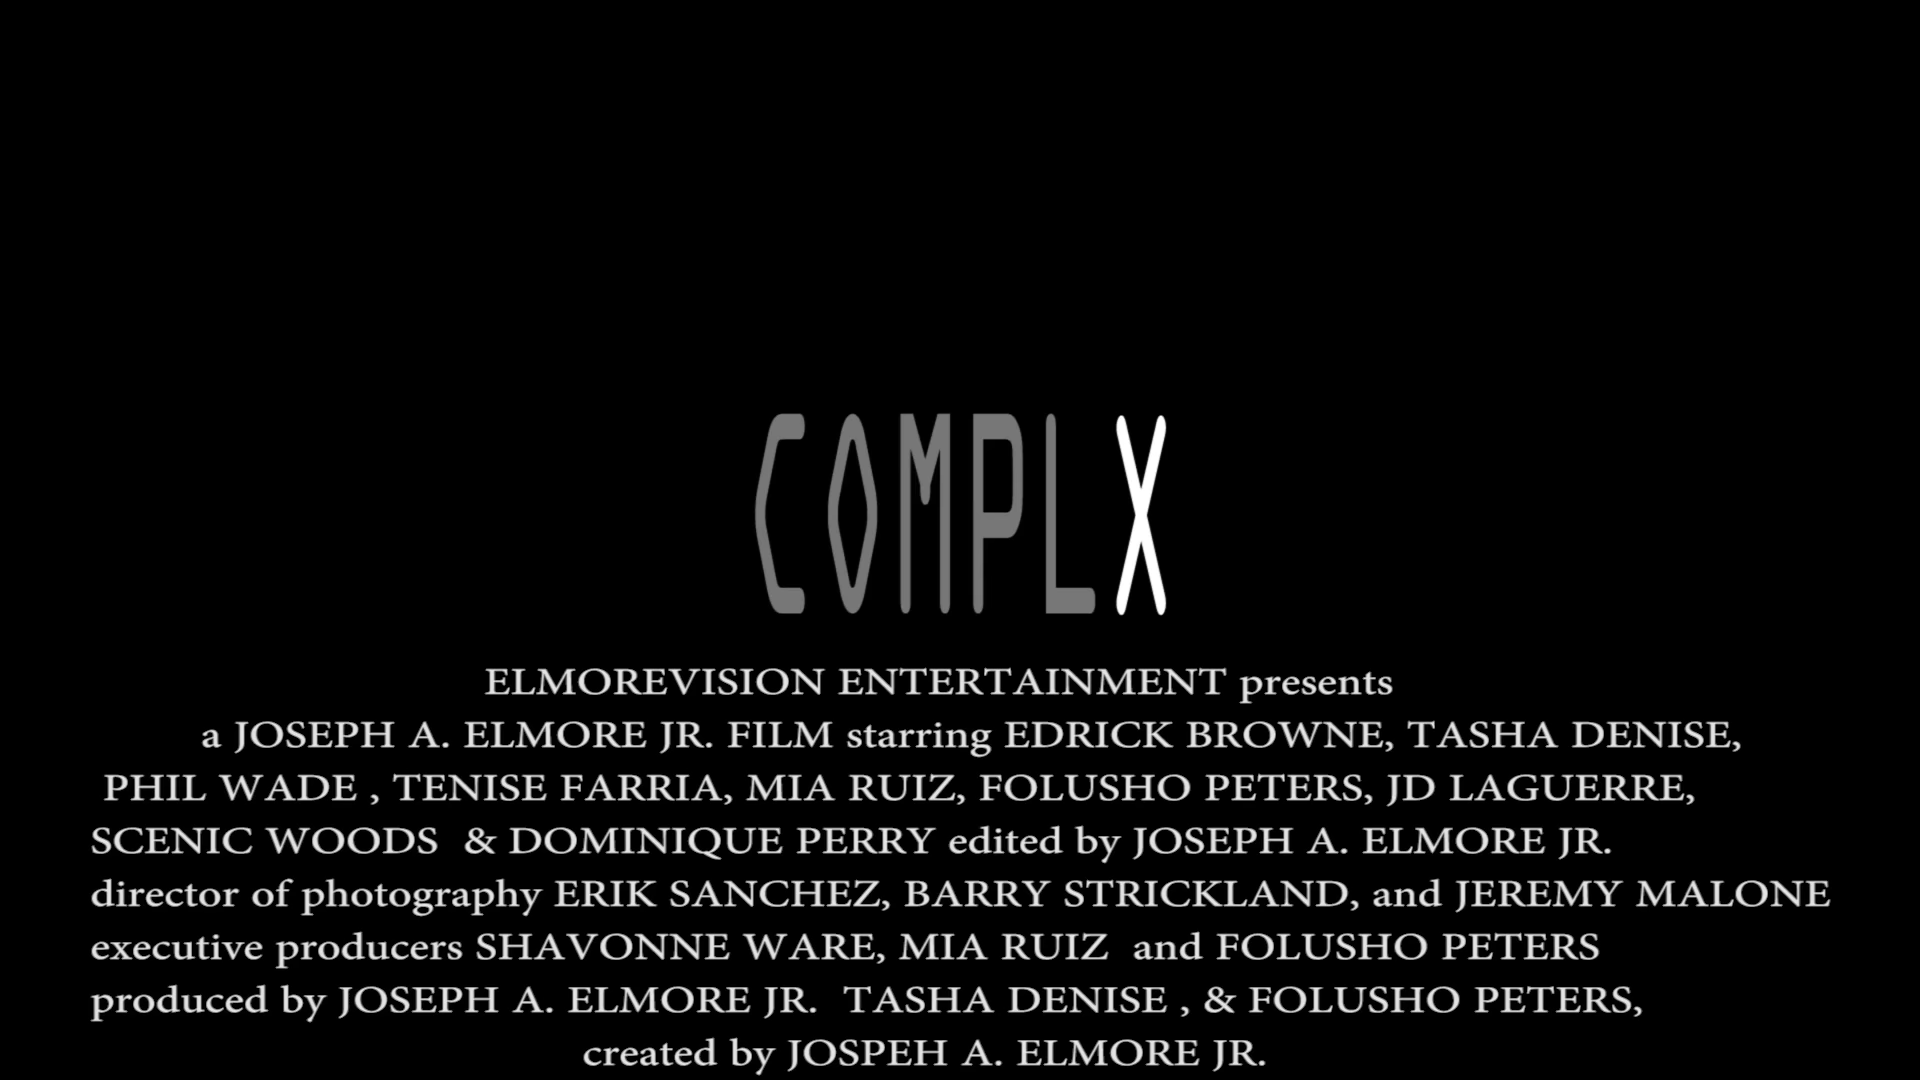 COMPLX
ELMOREVISION ENTERTAINMENT presents
a JOSEPH A. ELMORE JR. FILM starring EDRICK BROWNE, TASHA DENISE,
PHIL WADE , TENISE FARRIA, MIA RUIZ, FOLUSHO PETERS, JD LAGUERRE,
SCENIC WOODS & DOMINIQUE PERRY edited by JOSEPH A. ELMORE JR.
director of photography ERIK SANCHEZ, BARRY STRICKLAND, and JEREMY MALONE
executive producers SHAVONNE WARE, MIA RUIZ and FOLUSHO PETERS
produced by JOSEPH A. ELMORE JR. TASHA DENISE , & FOLUSHO PETERS,
created by JOSPEH A. ELMORE JR.